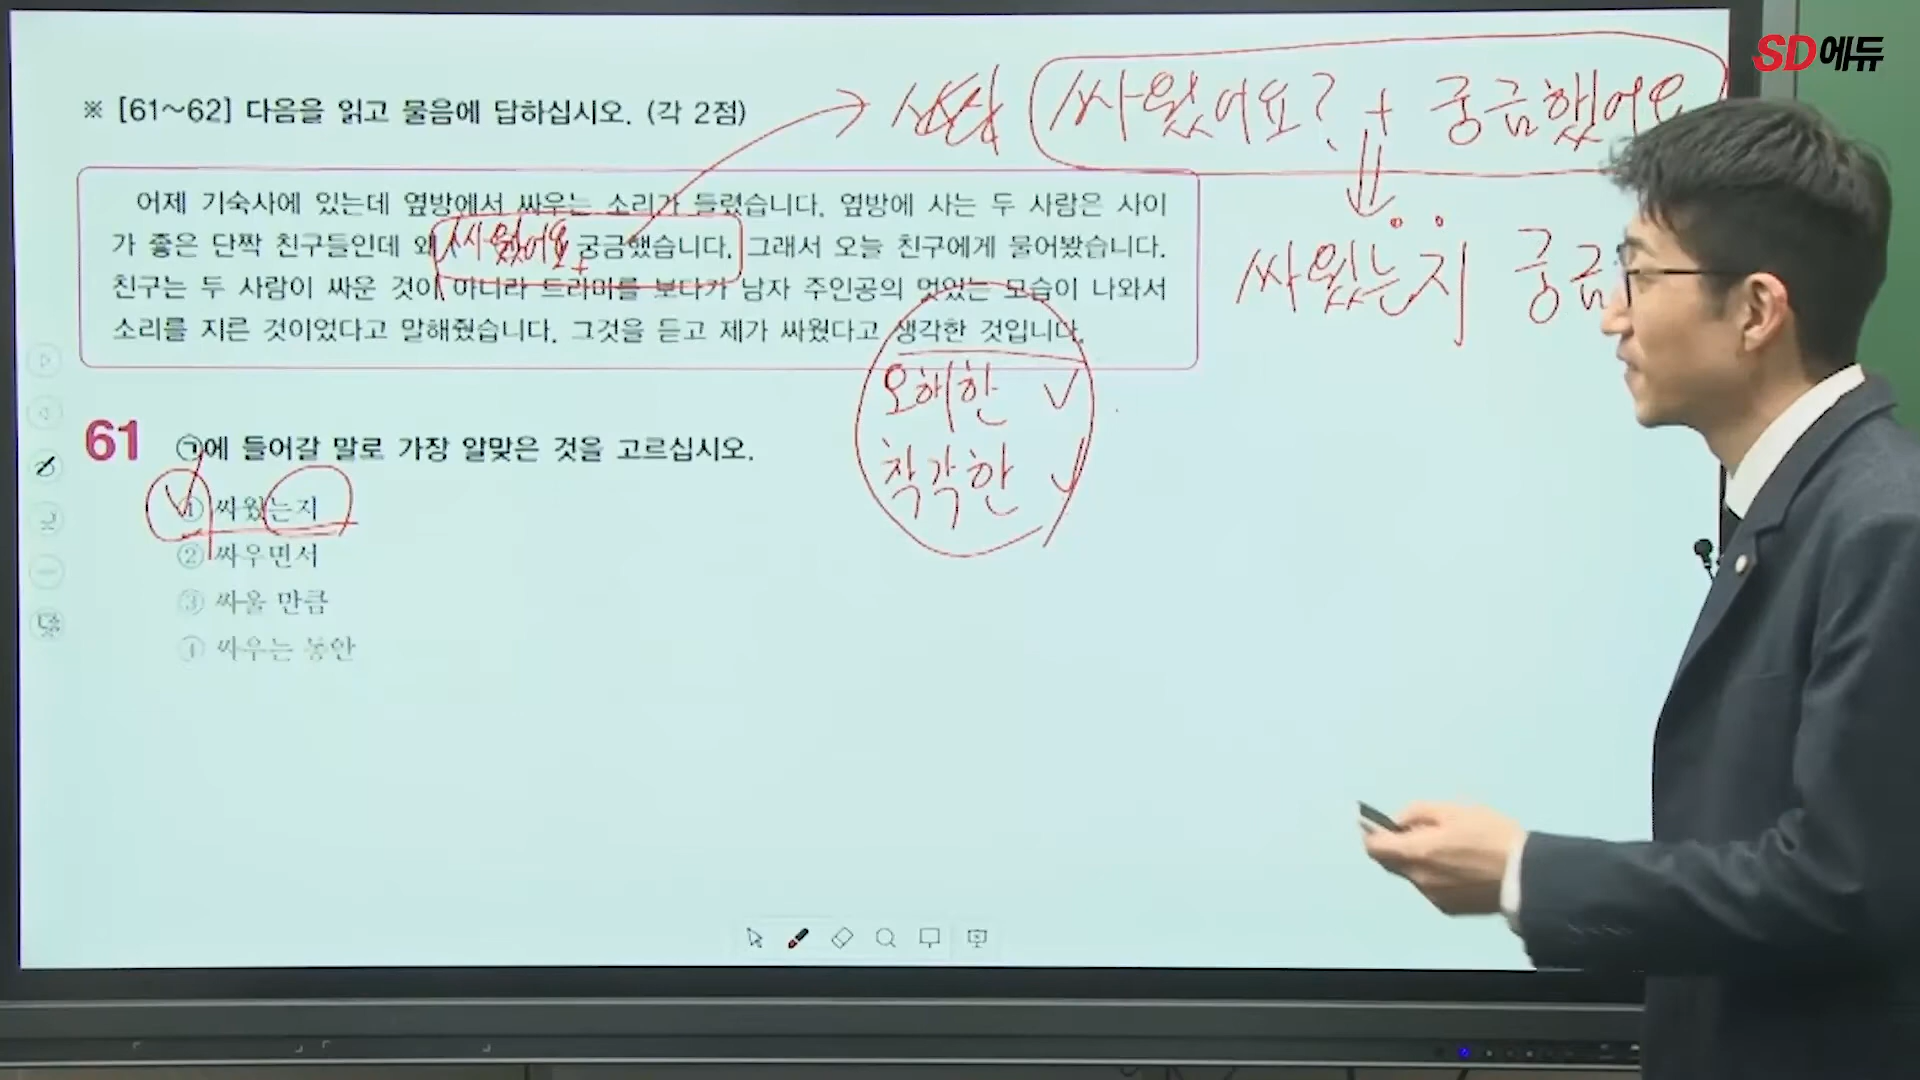 SD에듀
※ [61~62] 다음을 읽고 물음에 답하십시오. (각 2점)
싸웠어요? + 궁금했어요
어제 기숙사에 있는데 옆방에서 싸우는 소리가 들렸습니다. 옆방에 사는 두 사람은 사이
가 좋은 단짝 친구들인데 왜 싸웠어요 + 궁금했습니다. 그래서 오늘 친구에게 물어봤습니다.
싸웠는지 궁금
친구는 두 사람이 싸운 것이 아니라 드라마를 보다가 남자 주인공의 멋있는 모습이 나와서
소리를 지른 것이었다고 말해줬습니다. 그것을 듣고 제가 싸웠다고 생각한 것입니다.
오해한
착각한
61 ㉠에 들어갈 말로 가장 알맞은 것을 고르십시오.
① 싸웠는지
② 싸우면서
③ 싸울 만큼
④ 싸우는 동안